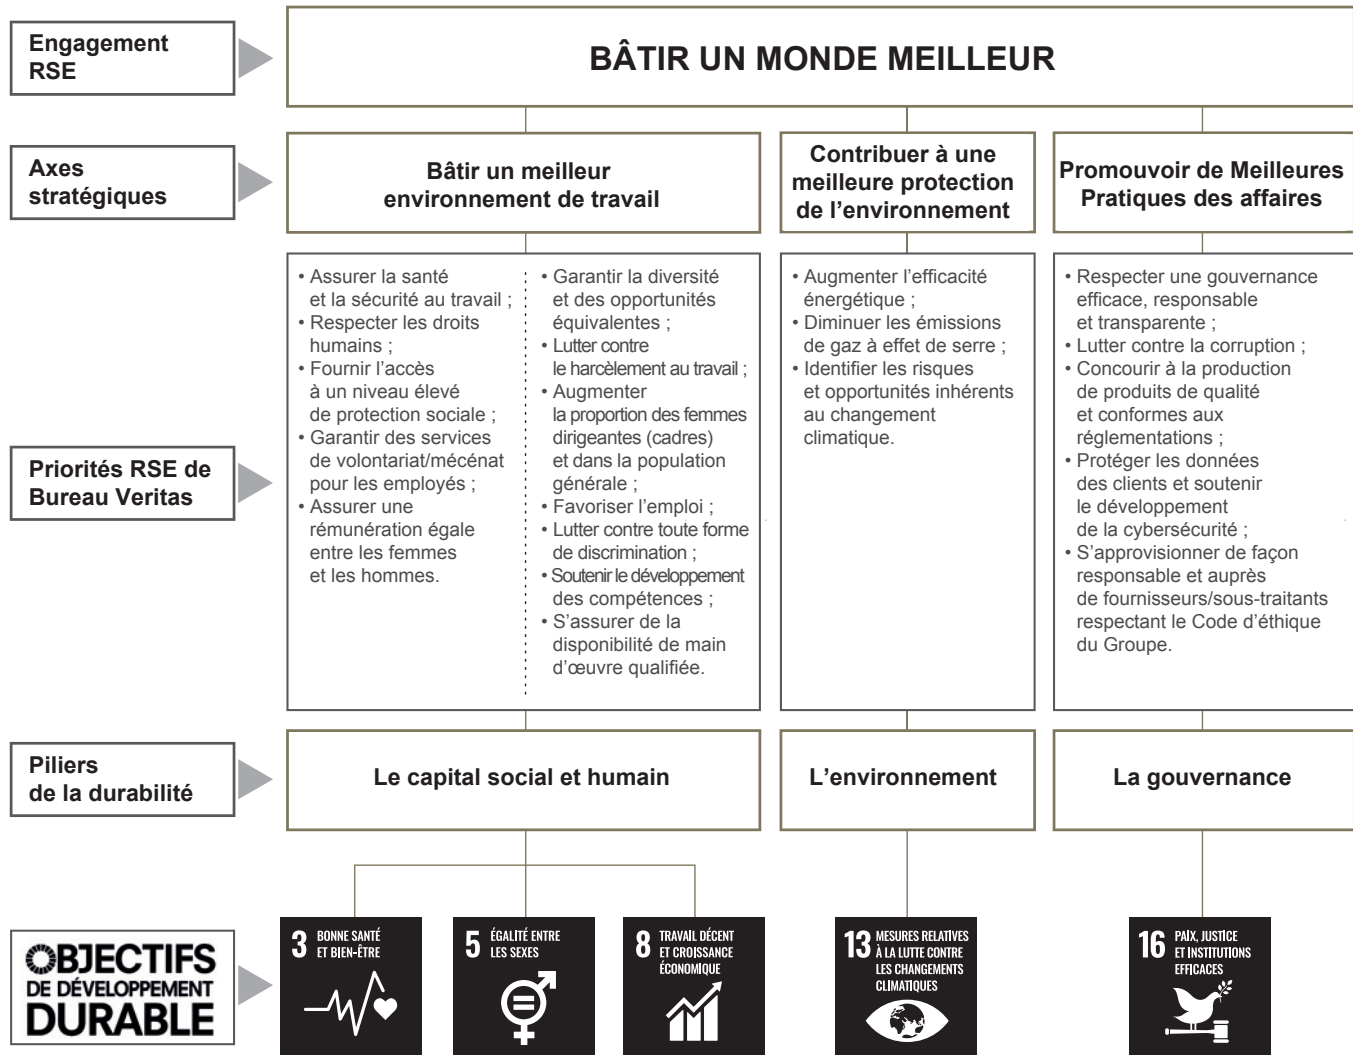 Engagement
RSE
BÂTIR UN MONDE MEILLEUR
Axes
stratégiques
Bâtir un meilleur
environnement de travail
Contribuer à une
meilleure protection
de l’environnement
Promouvoir de Meilleures
Pratiques des affaires
Priorités RSE de
Bureau Veritas
• Assurer la santé
et la sécurité au travail ;
• Respecter les droits
humains ;
• Fournir l’accès
à un niveau élevé
de protection sociale ;
• Garantir des services
de volontariat/mécénat
pour les employés ;
• Assurer une
rémunération égale
entre les femmes
et les hommes.
• Garantir la diversité
et des opportunités
équivalentes ;
• Lutter contre
le harcèlement au travail ;
• Augmenter
la proportion des femmes
dirigeantes (cadres)
et dans la population
générale ;
• Favoriser l’emploi ;
• Lutter contre toute forme
de discrimination ;
• Soutenir le développement
des compétences ;
• S’assurer de la
disponibilité de main
d’œuvre qualifiée.
• Augmenter l’efficacité
énergétique ;
• Diminuer les émissions
de gaz à effet de serre ;
• Identifier les risques
et opportunités inhérents
au changement
climatique.
• Respecter une gouvernance
efficace, responsable
et transparente ;
• Lutter contre la corruption ;
• Concourir à la production
de produits de qualité
et conformes aux
réglementations ;
• Protéger les données
des clients et soutenir
le développement
de la cybersécurité ;
• S’approvisionner de façon
responsable et auprès
de fournisseurs/sous-traitants
respectant le Code d’éthique
du Groupe.
Piliers
de la durabilité
Le capital social et humain
L’environnement
La gouvernance
OBJECTIFS
DE DÉVELOPPEMENT
DURABLE
3 BONNE SANTÉ
ET BIEN-ÊTRE
5 ÉGALITÉ ENTRE
LES SEXES
8 TRAVAIL DÉCENT
ET CROISSANCE
ÉCONOMIQUE
13 MESURES RELATIVES
À LA LUTTE CONTRE
LES CHANGEMENTS
CLIMATIQUES
16 PAIX, JUSTICE
ET INSTITUTIONS
EFFICACES